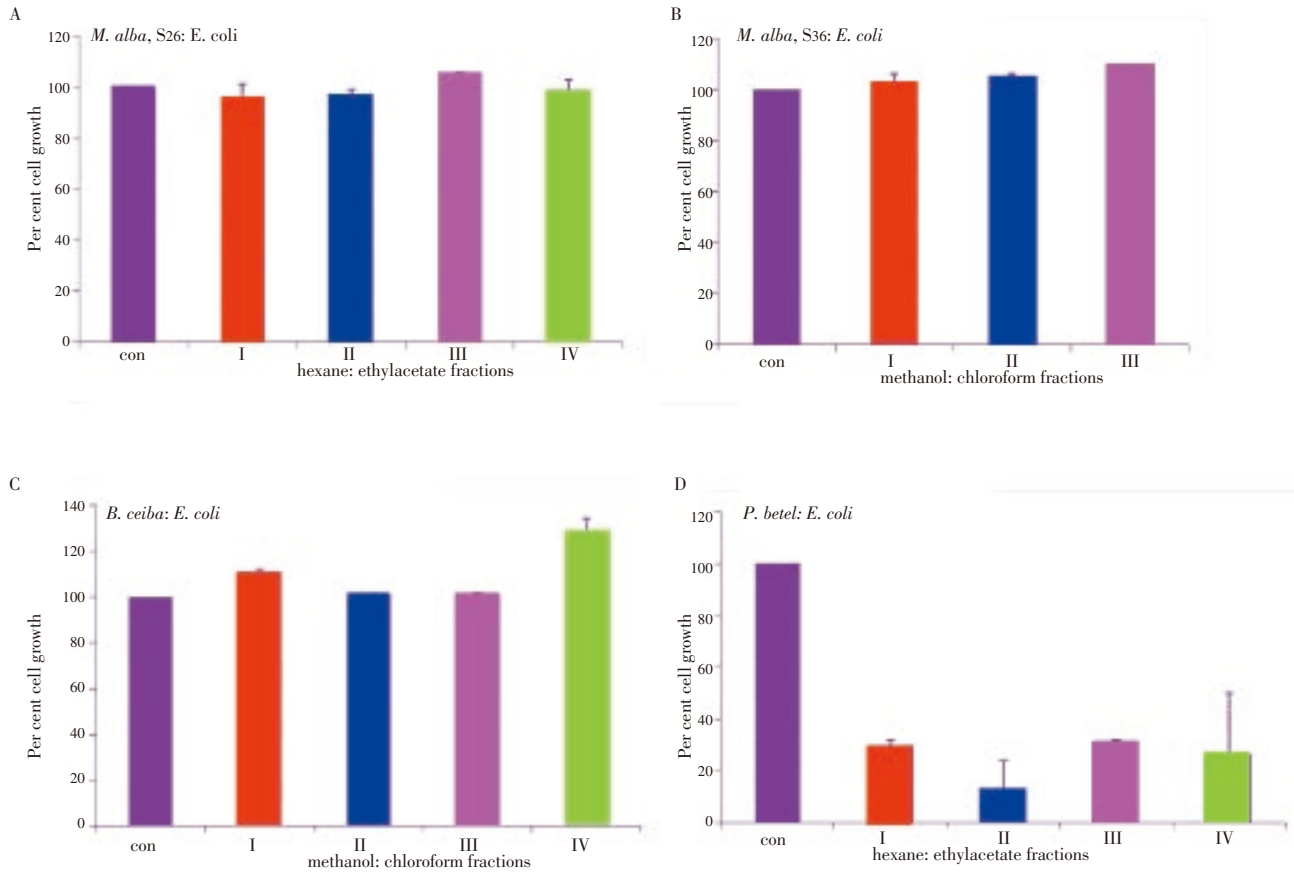 A
M. alba, S26: E. coli
120
100
80
60
40
20
0
Per cent cell growth
con I II III IV
hexane: ethylacetate fractions
B
M. alba, S36: E. coli
120
100
80
60
40
20
0
Per cent cell growth
con I II III
methanol: chloroform fractions
C
B. ceiba: E. coli
140
120
100
80
60
40
20
0
Per cent cell growth
con I II III IV
methanol: chloroform fractions
D
P. betel: E. coli
120
100
80
60
40
20
0
Per cent cell growth
con I II III IV
hexane: ethylacetate fractions